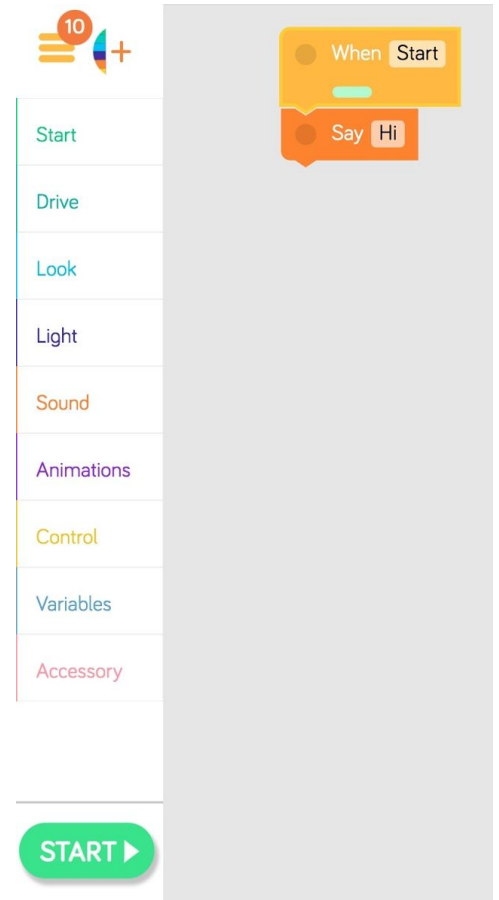 10
When Start
Say Hi
Start
Drive
Look
Light
Sound
Animations
Control
Variables
Accessory
START